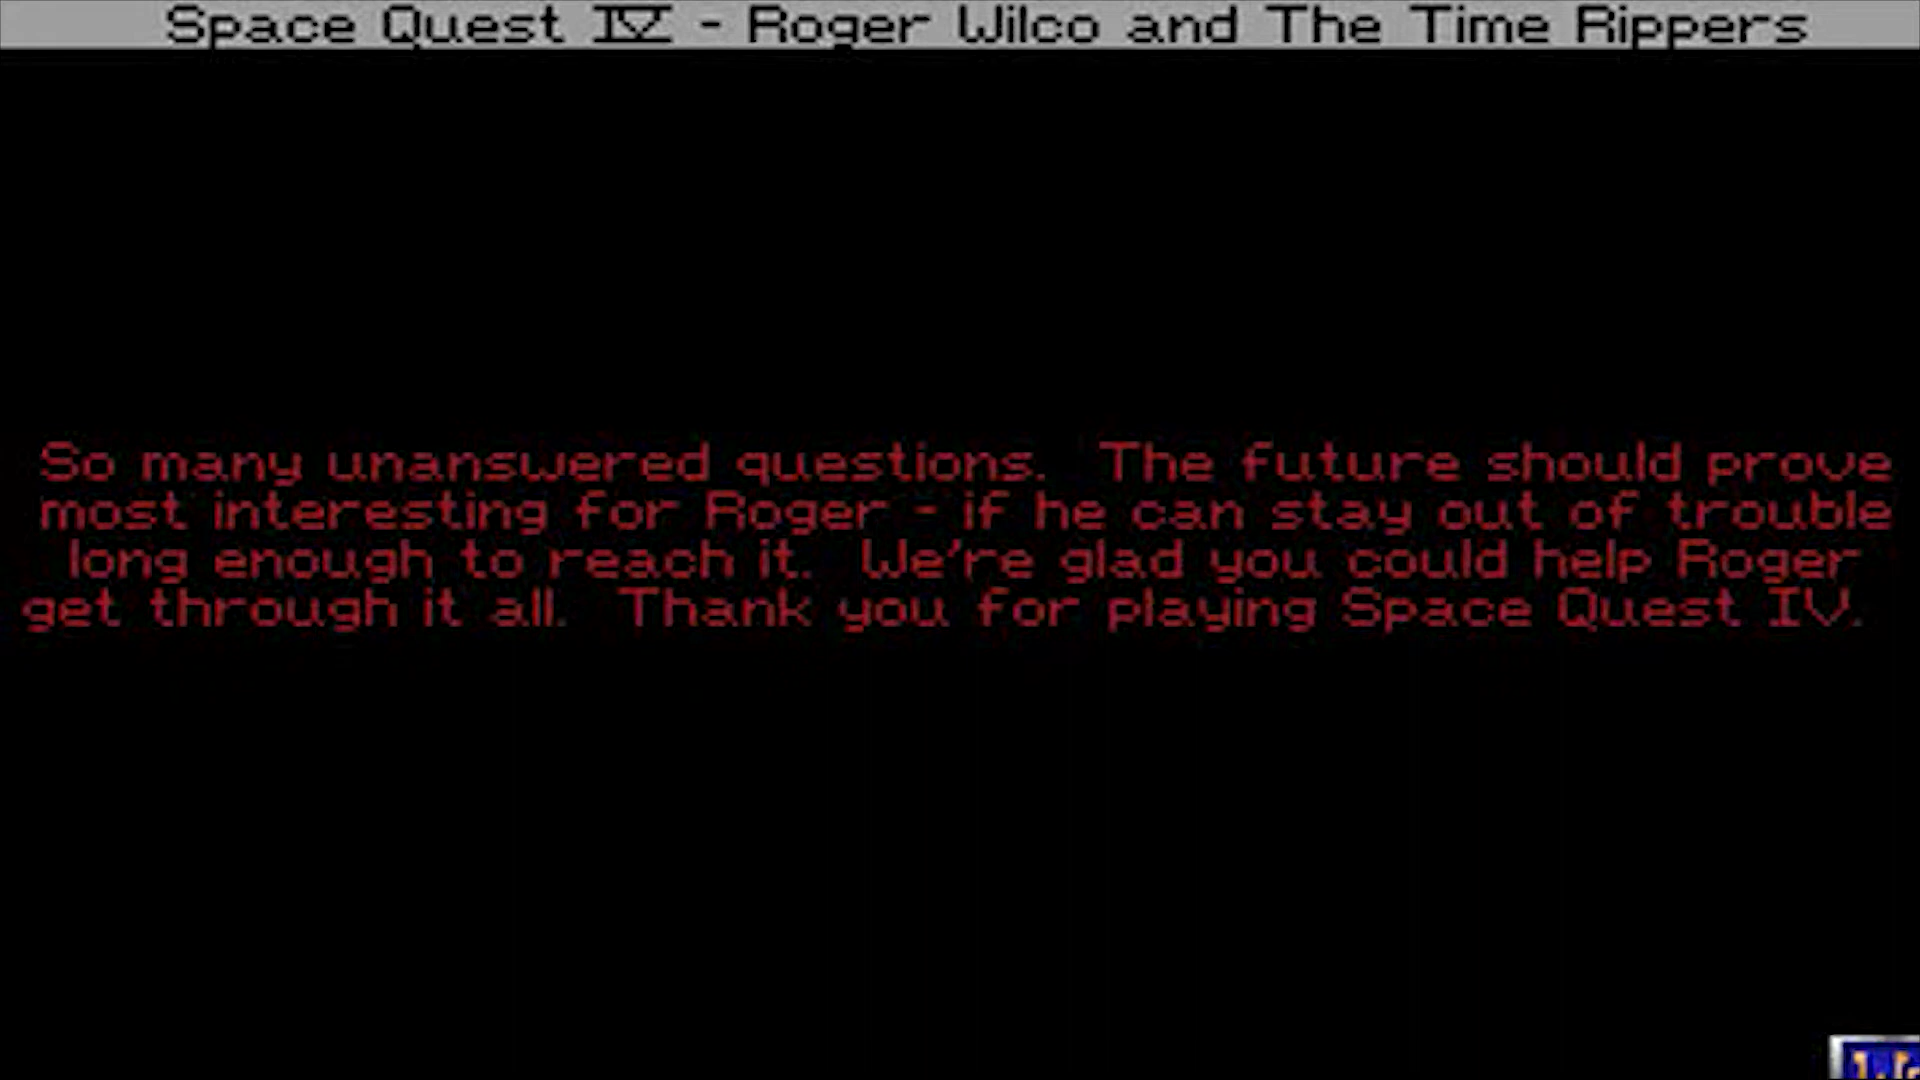 Space Quest IV - Roger Wilco and The Time Rippers
So many unanswered questions.  The future should prove
most interesting for Roger - if he can stay out of trouble
long enough to reach it.  We're glad you could help Roger
get through it all.  Thank you for playing Space Quest IV.